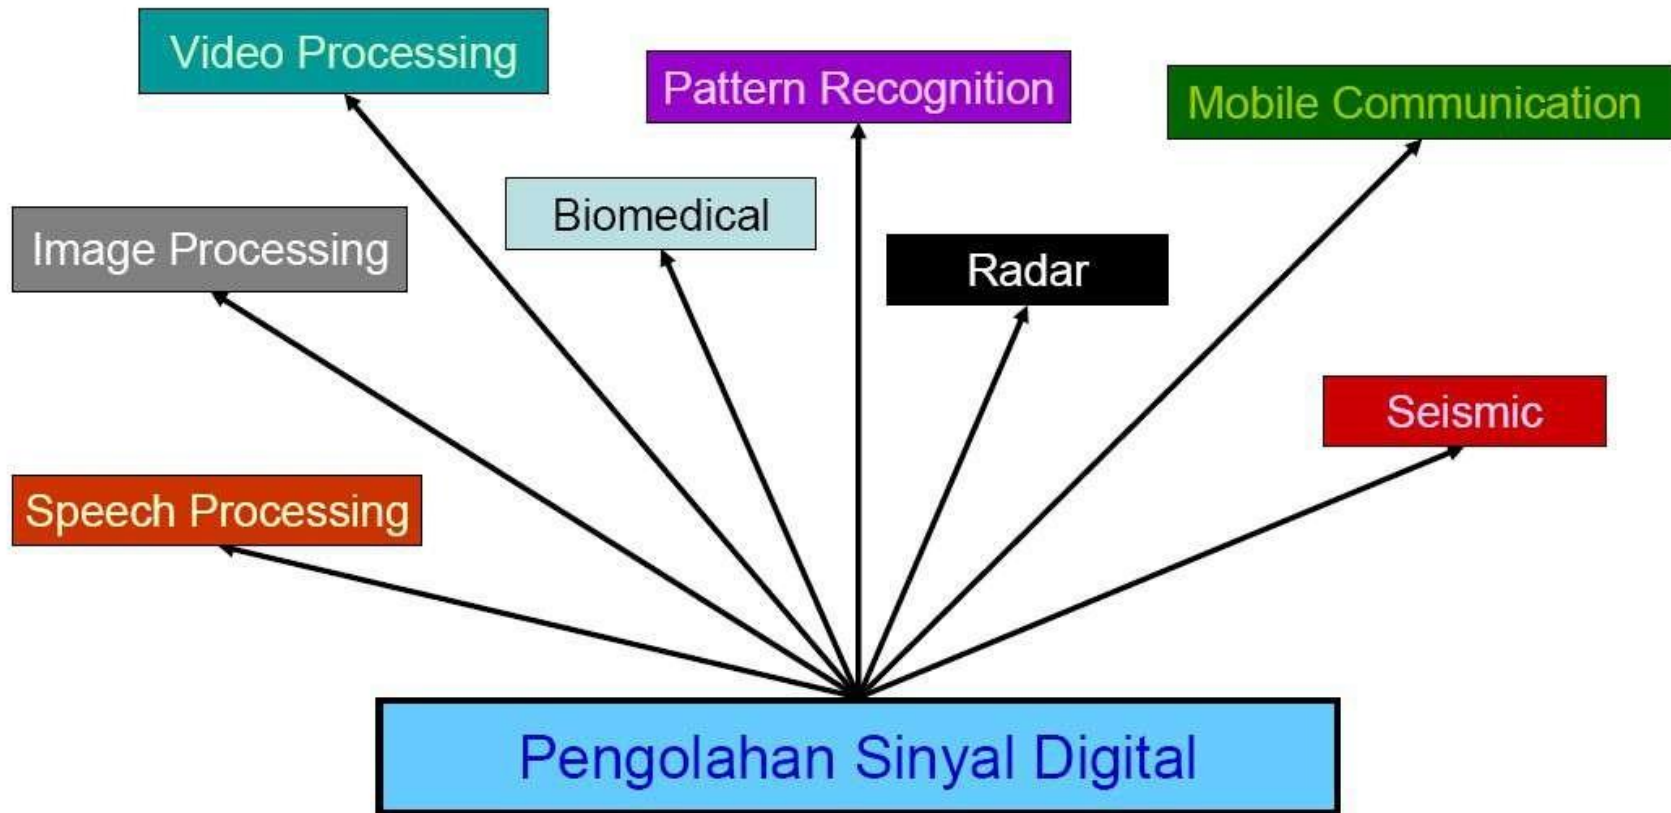 Video Processing
Pattern Recognition
Mobile Communication
Biomedical
Image Processing
Radar
Seismic
Speech Processing
Pengolahan Sinyal Digital